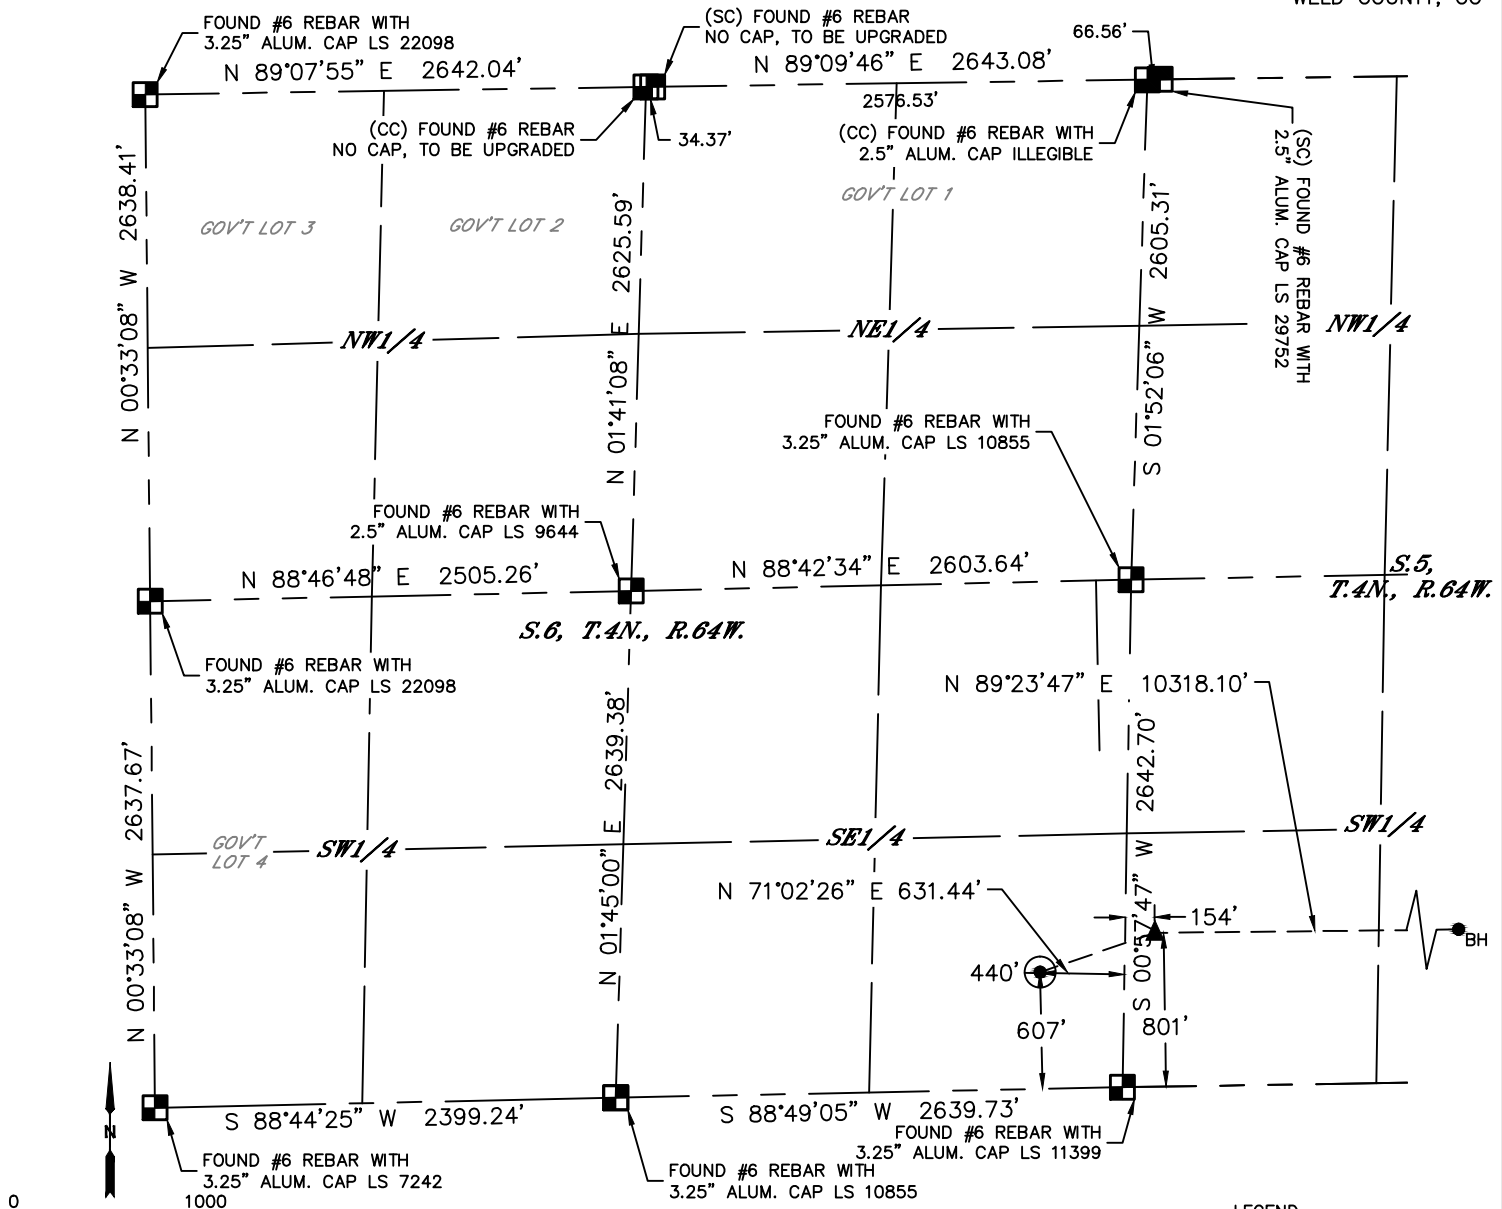 WELD COUNTY, CO
FOUND #6 REBAR WITH
3.25" ALUM. CAP LS 22098
(SC) FOUND #6 REBAR
NO CAP, TO BE UPGRADED
66.56'
N 89°07'55" E 2642.04'
N 89°09'46" E 2643.08'
2576.53'
(CC) FOUND #6 REBAR
NO CAP, TO BE UPGRADED
34.37'
(CC) FOUND #6 REBAR WITH
2.5" ALUM. CAP ILLEGIBLE
(SC) FOUND #6 REBAR WITH
2.5" ALUM. CAP LS 29752
N 00°33'08" W 2638.41'
GOV'T LOT 3
GOV'T LOT 2
GOV'T LOT 1
N 01°41'08" E 2625.59'
S 01°52'06" W 2605.31'
NW1/4
NE1/4
NW1/4
FOUND #6 REBAR WITH
3.25" ALUM. CAP LS 10855
FOUND #6 REBAR WITH
2.5" ALUM. CAP LS 9644
N 88°46'48" E 2505.26'
N 88°42'34" E 2603.64'
S.5,
T.4N., R.64W.
S.6, T.4N., R.64W.
FOUND #6 REBAR WITH
3.25" ALUM. CAP LS 22098
N 89°23'47" E 10318.10'
N 00°33'08" W 2637.67'
N 01°45'00" E 2639.38'
S 00°57'47" W 2642.70'
GOV'T
LOT 4
SW1/4
SE1/4
SW1/4
N 71°02'26" E 631.44'
154'
BH
440'
607'
801'
S 88°44'25" W 2399.24'
S 88°49'05" W 2639.73'
FOUND #6 REBAR WITH
3.25" ALUM. CAP LS 11399
N
FOUND #6 REBAR WITH
3.25" ALUM. CAP LS 7242
FOUND #6 REBAR WITH
3.25" ALUM. CAP LS 10855
0 1000
LEGEND